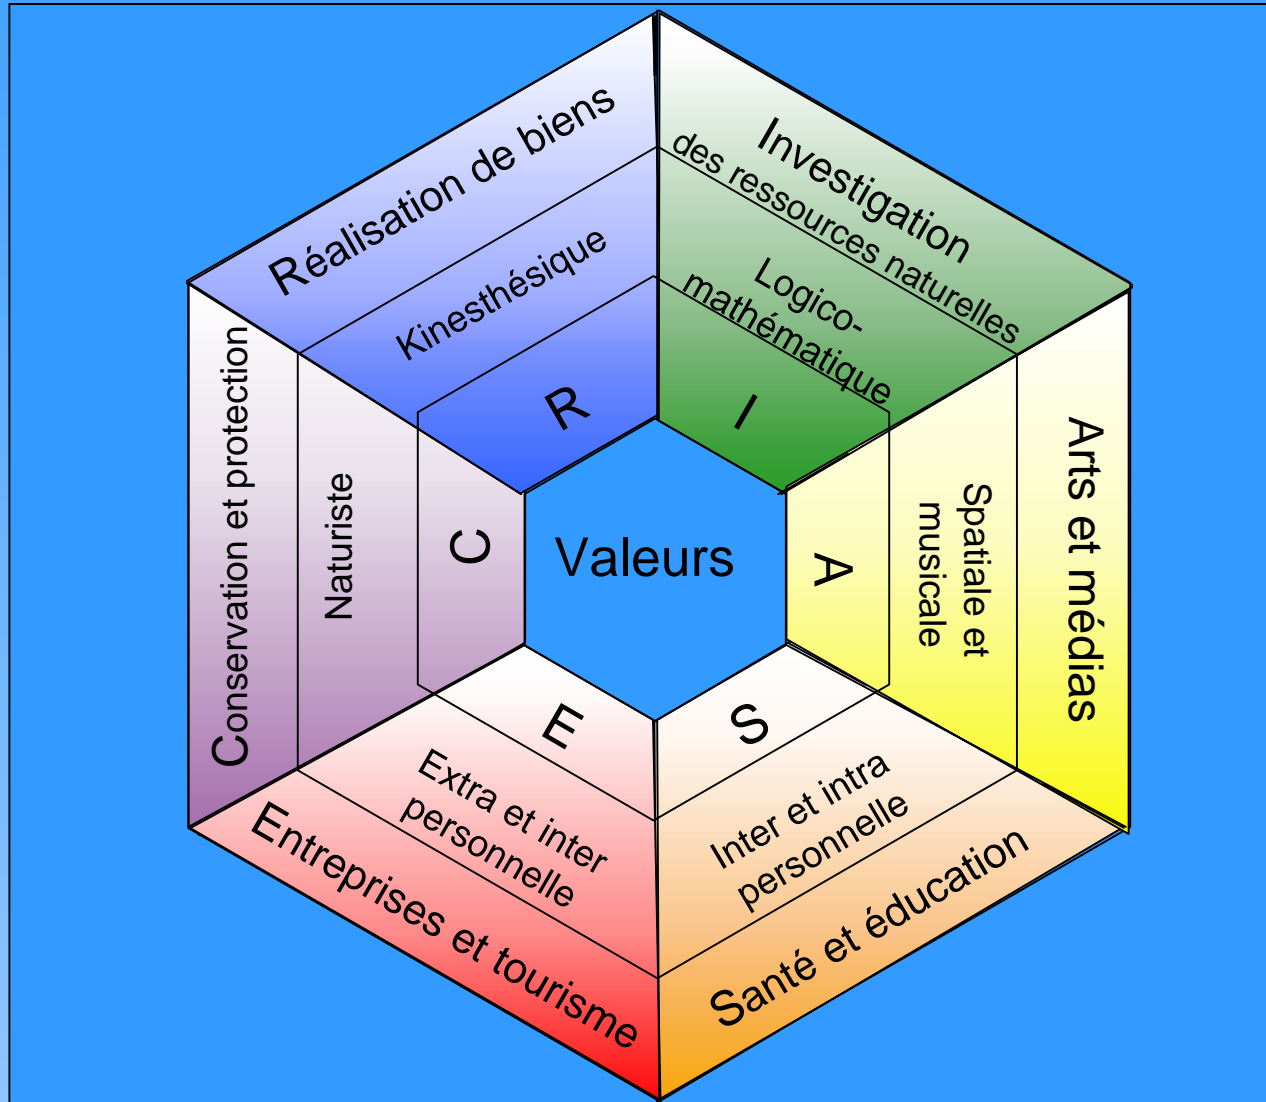 Réalisation de biens
Kinesthésique
R
Investigation
des ressources naturelles
Logico-
mathématique
I
Arts et médias
Spatiale et
musicale
A
Santé et éducation
Inter et intra
personnelle
S
Entreprises et tourisme
Extra et inter
personnelle
E
Conservation et protection
Naturiste
C
Valeurs